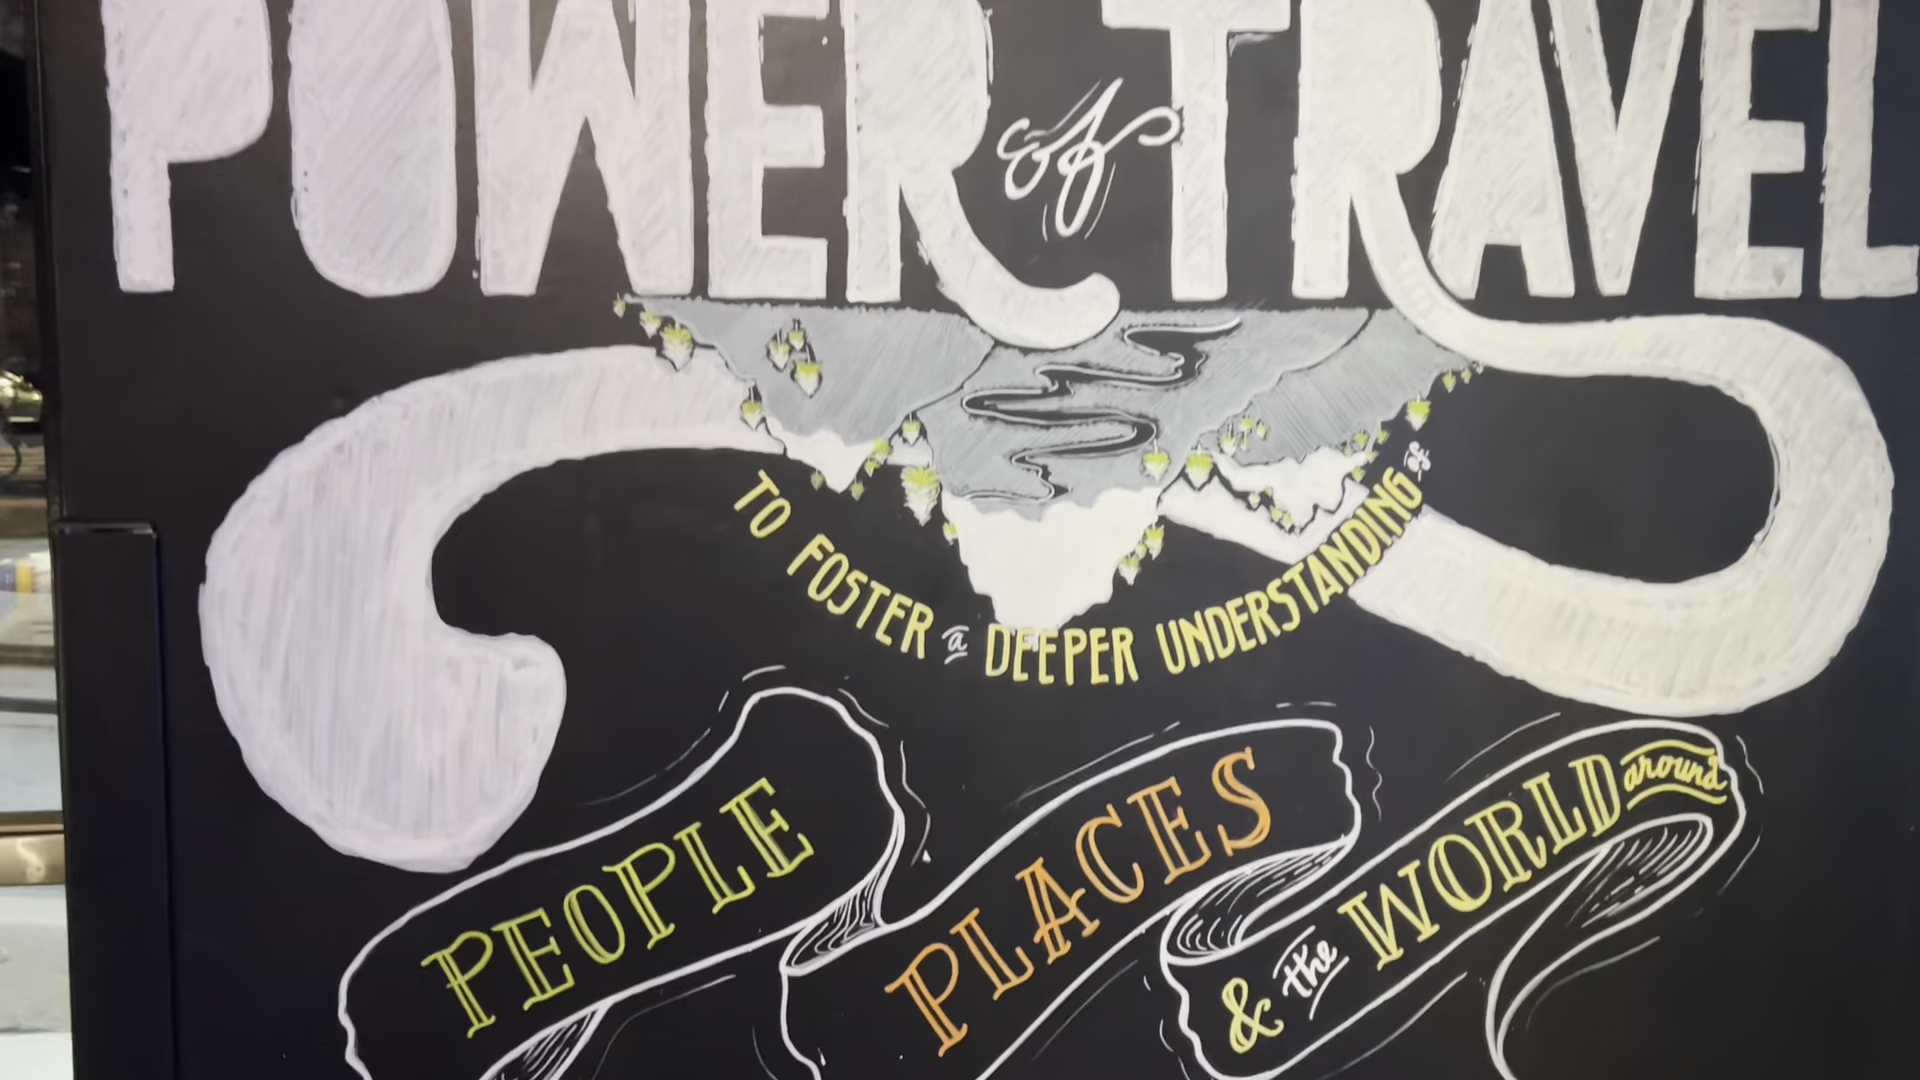 POWER of TRAVEL
TO FOSTER a DEEPER UNDERSTANDING of
PEOPLE
PLACES
& the WORLD around